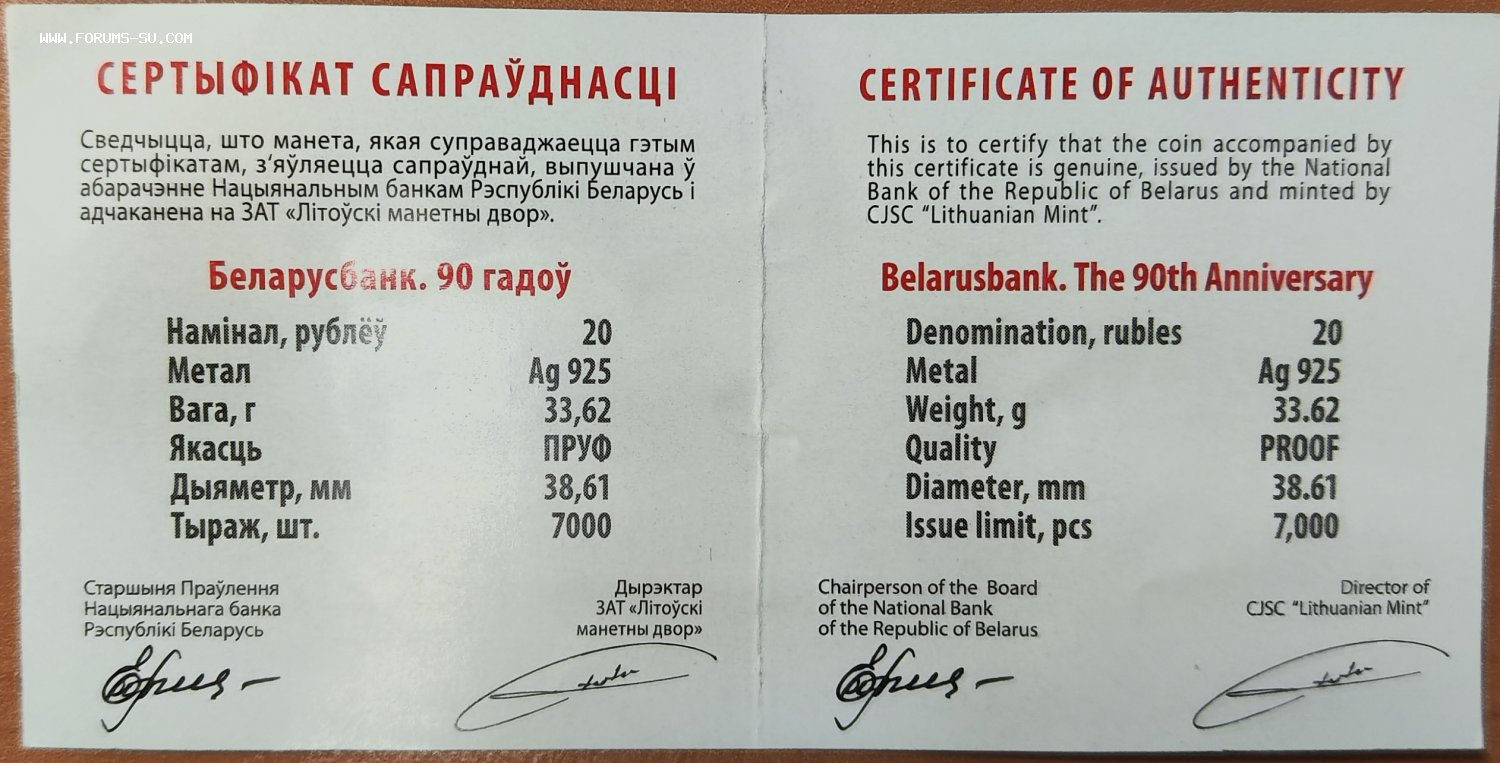 WWW.FORUMS-SU.COM
СЕРТЫФІКАТ САПРАЎДНАСЦІ
Сведчыцца, што манета, якая суправаджаецца гэтым
сертыфікатам, з‘яўляецца сапраўднай, выпушчана ў
абарачэнне Нацыянальным банкам Рэспублікі Беларусь і
адчаканена на ЗАТ «Літоўскі манетны двор».
Беларусбанк. 90 гадоў
Намінал, рублёў 20
Метал Ag 925
Вага, г 33,62
Якасць ПРУФ
Дыяметр, мм 38,61
Тыраж, шт. 7000
Старшыня Праўлення
Нацыянальнага банка
Рэспублікі Беларусь
Дырэктар
ЗАТ «Літоўскі
манетны двор»
CERTIFICATE OF AUTHENTICITY
This is to certify that the coin accompanied by
this certificate is genuine, issued by the National
Bank of the Republic of Belarus and minted by
CJSC “Lithuanian Mint”.
Belarusbank. The 90th Anniversary
Denomination, rubles 20
Metal Ag 925
Weight, g 33.62
Quality PROOF
Diameter, mm 38.61
Issue limit, pcs 7,000
Chairperson of the Board
of the National Bank
of the Republic of Belarus
Director of
CJSC “Lithuanian Mint”